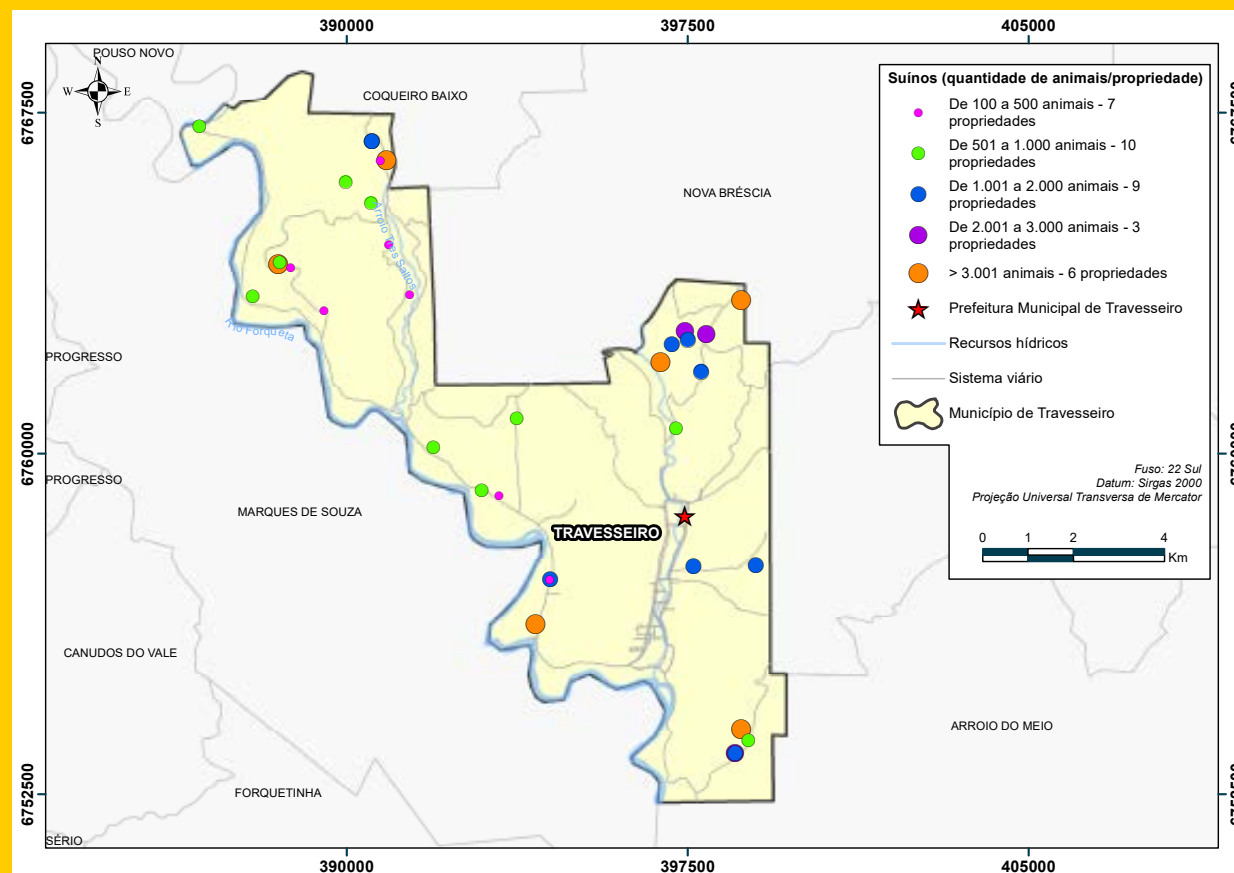 390000
397500
405000
POUSO NOVO
N
W
E
S
COQUEIRO BAIXO
Suínos (quantidade de animais/propriedade)
De 100 a 500 animais - 7
propriedades
De 501 a 1.000 animais - 10
propriedades
De 1.001 a 2.000 animais - 9
propriedades
De 2.001 a 3.000 animais - 3
propriedades
> 3.001 animais - 6 propriedades
Prefeitura Municipal de Travesseiro
Recursos hídricos
Sistema viário
Município de Travesseiro
Fuso: 22 Sul
Datum: Sirgas 2000
Projeção Universal Transversa de Mercator
0
1
2
4
Km
6767500
6767500
NOVA BRÉSCIA
Arroio Três Saltos
Rio Forqueta
PROGRESSO
6760000
6760000
PROGRESSO
MARQUES DE SOUZA
TRAVESSEIRO
CANUDOS DO VALE
ARROIO DO MEIO
FORQUETINHA
6752500
6752500
SÉRIO
390000
397500
405000